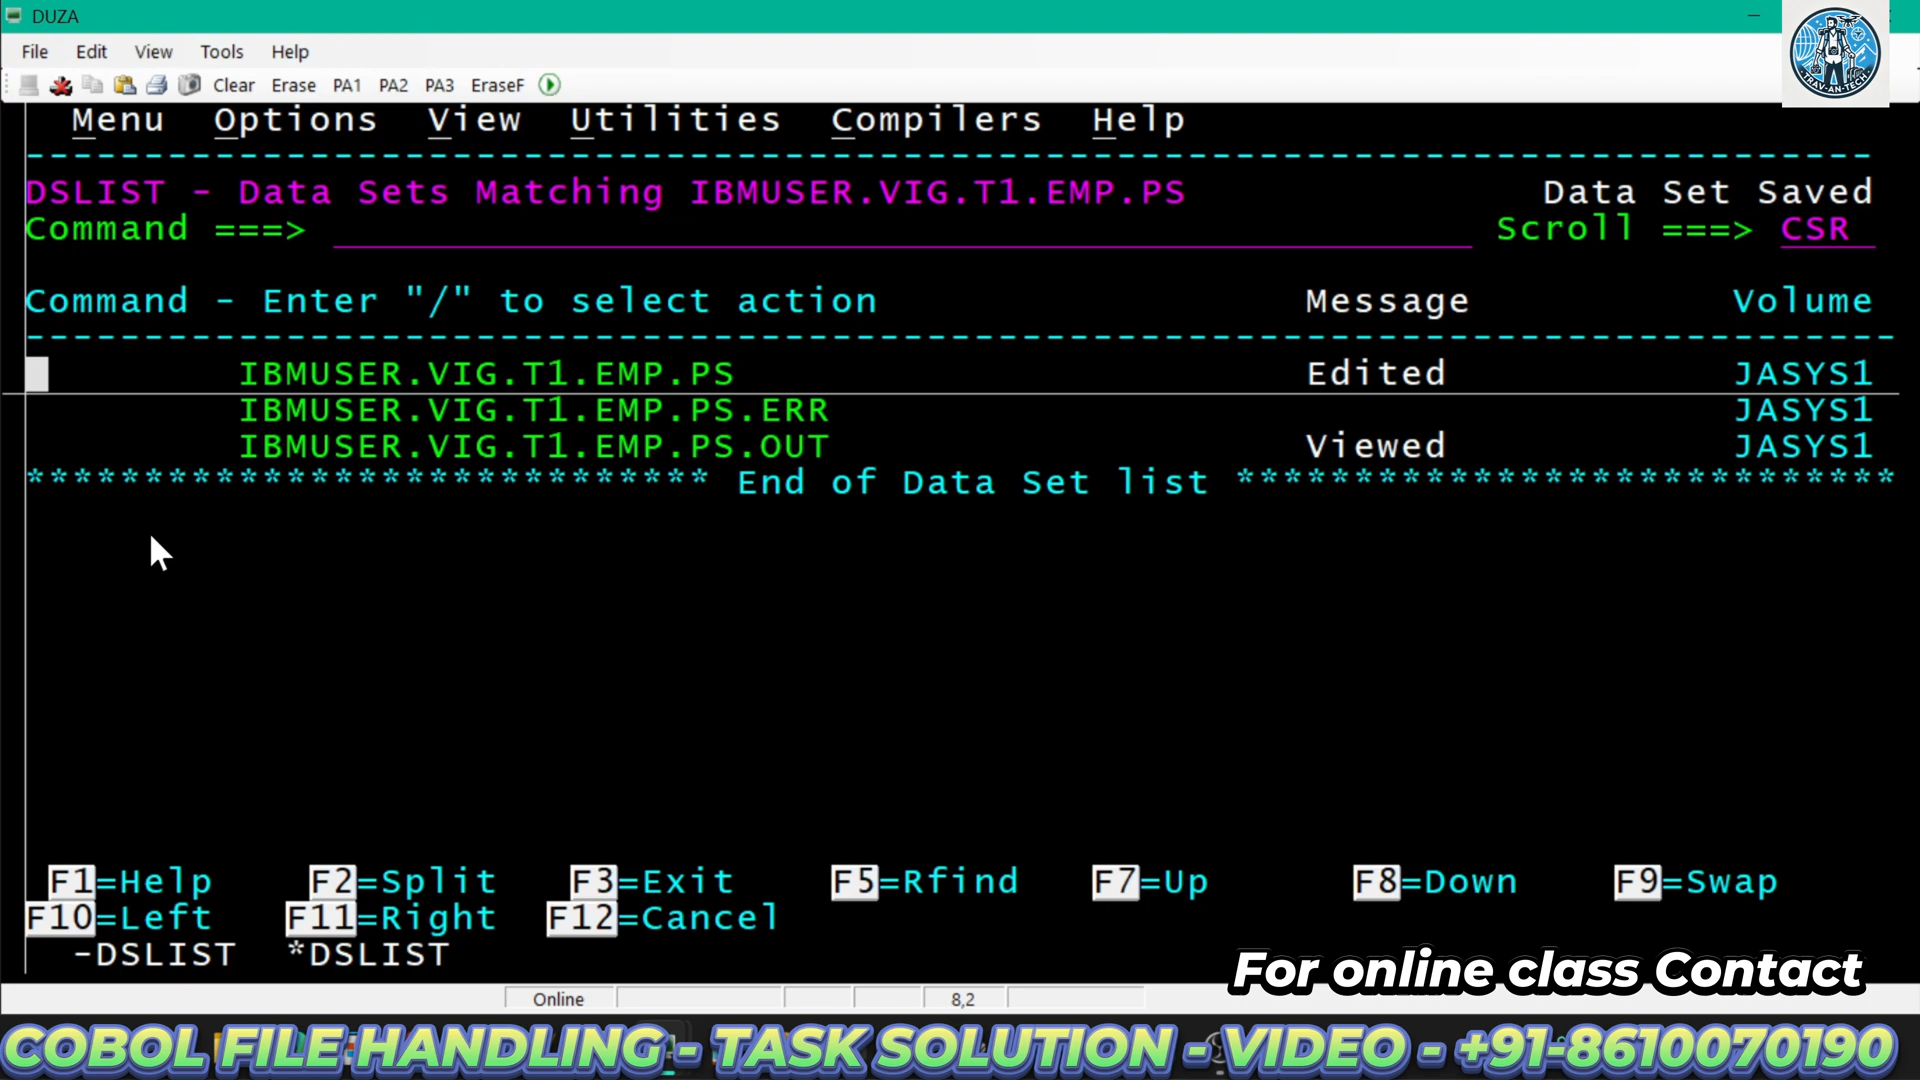 DUZA
File Edit View Tools Help
Clear Erase PA1 PA2 PA3 EraseF
Menu Options View Utilities Compilers Help
DSLIST - Data Sets Matching IBMUSER.VIG.T1.EMP.PS Data Set Saved
Command ===> Scroll ===> CSR
Command - Enter "/" to select action Message Volume
IBMUSER.VIG.T1.EMP.PS Edited JASYS1
IBMUSER.VIG.T1.EMP.PS.ERR JASYS1
IBMUSER.VIG.T1.EMP.PS.OUT Viewed JASYS1
***************************** End of Data Set list ****************************
F1=Help F2=Split F3=Exit F5=Rfind F7=Up F8=Down F9=Swap
F10=Left F11=Right F12=Cancel
-DSLIST *DSLIST
For online class Contact
Online 8,2
COBOL FILE HANDLING - TASK SOLUTION - VIDEO - +91-8610070190
TRAV-AN-TECH